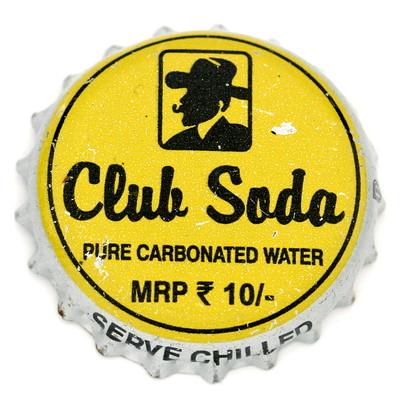 Club Soda
PURE CARBONATED WATER
MRP ₹ 10/-
SERVE CHILLED